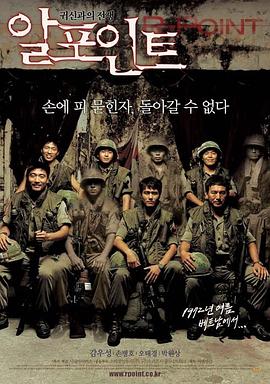 귀신과의 전쟁
R-POINT
알포인트
손에 피 묻힌자, 돌아갈 수 없다
1972년 여름,
베트남에서...
감우성·손병호·오태경·박원상
www.rpoint.co.kr